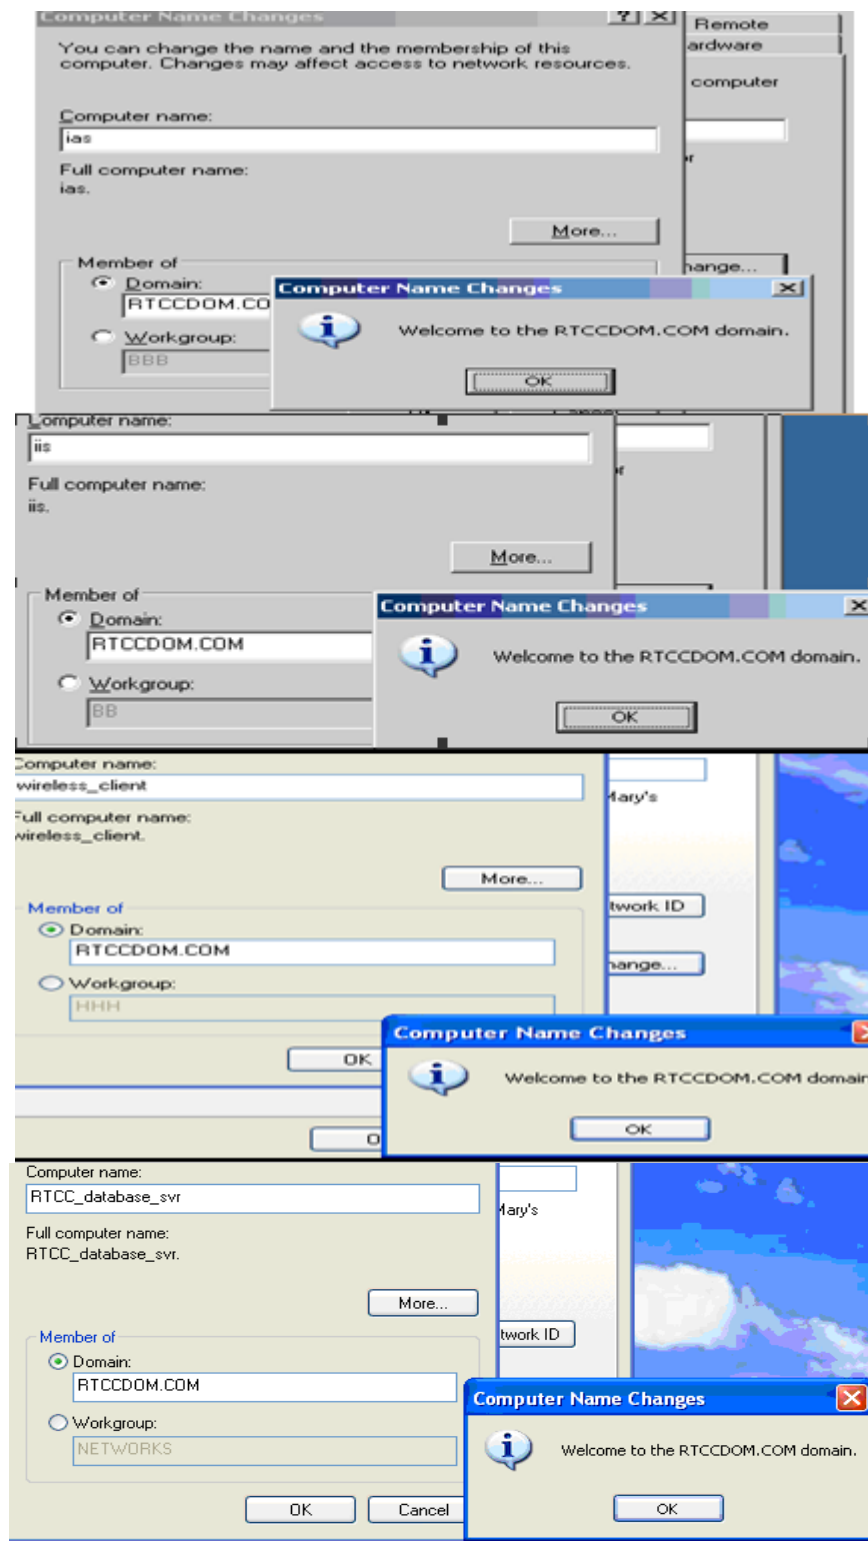 Computer Name Changes
Remote
ardware
You can change the name and the membership of this
computer. Changes may affect access to network resources.
computer
Computer name:
ias
Full computer name:
ias.
More...
Member of
hange...
Domain:
RTCCDOM.CO
Workgroup:
BBB
Computer Name Changes
Welcome to the RTCCDOM.COM domain.
OK
Computer name:
iis
Full computer name:
iis.
More...
Member of
Domain:
RTCCDOM.COM
Workgroup:
BB
Computer Name Changes
Welcome to the RTCCDOM.COM domain.
OK
Computer name:
wireless_client
Mary's
Full computer name:
wireless_client.
More...
Member of
twork ID
Domain:
RTCCDOM.COM
hange...
Workgroup:
HHH
OK
Computer Name Changes
Welcome to the RTCCDOM.COM domain
OK
O
Computer name:
RTCC_database_svr
Mary's
Full computer name:
RTCC_database_svr.
More...
Member of
twork ID
Domain:
RTCCDOM.COM
Workgroup:
NETWORKS
OK
Cancel
Computer Name Changes
Welcome to the RTCCDOM.COM domain.
OK